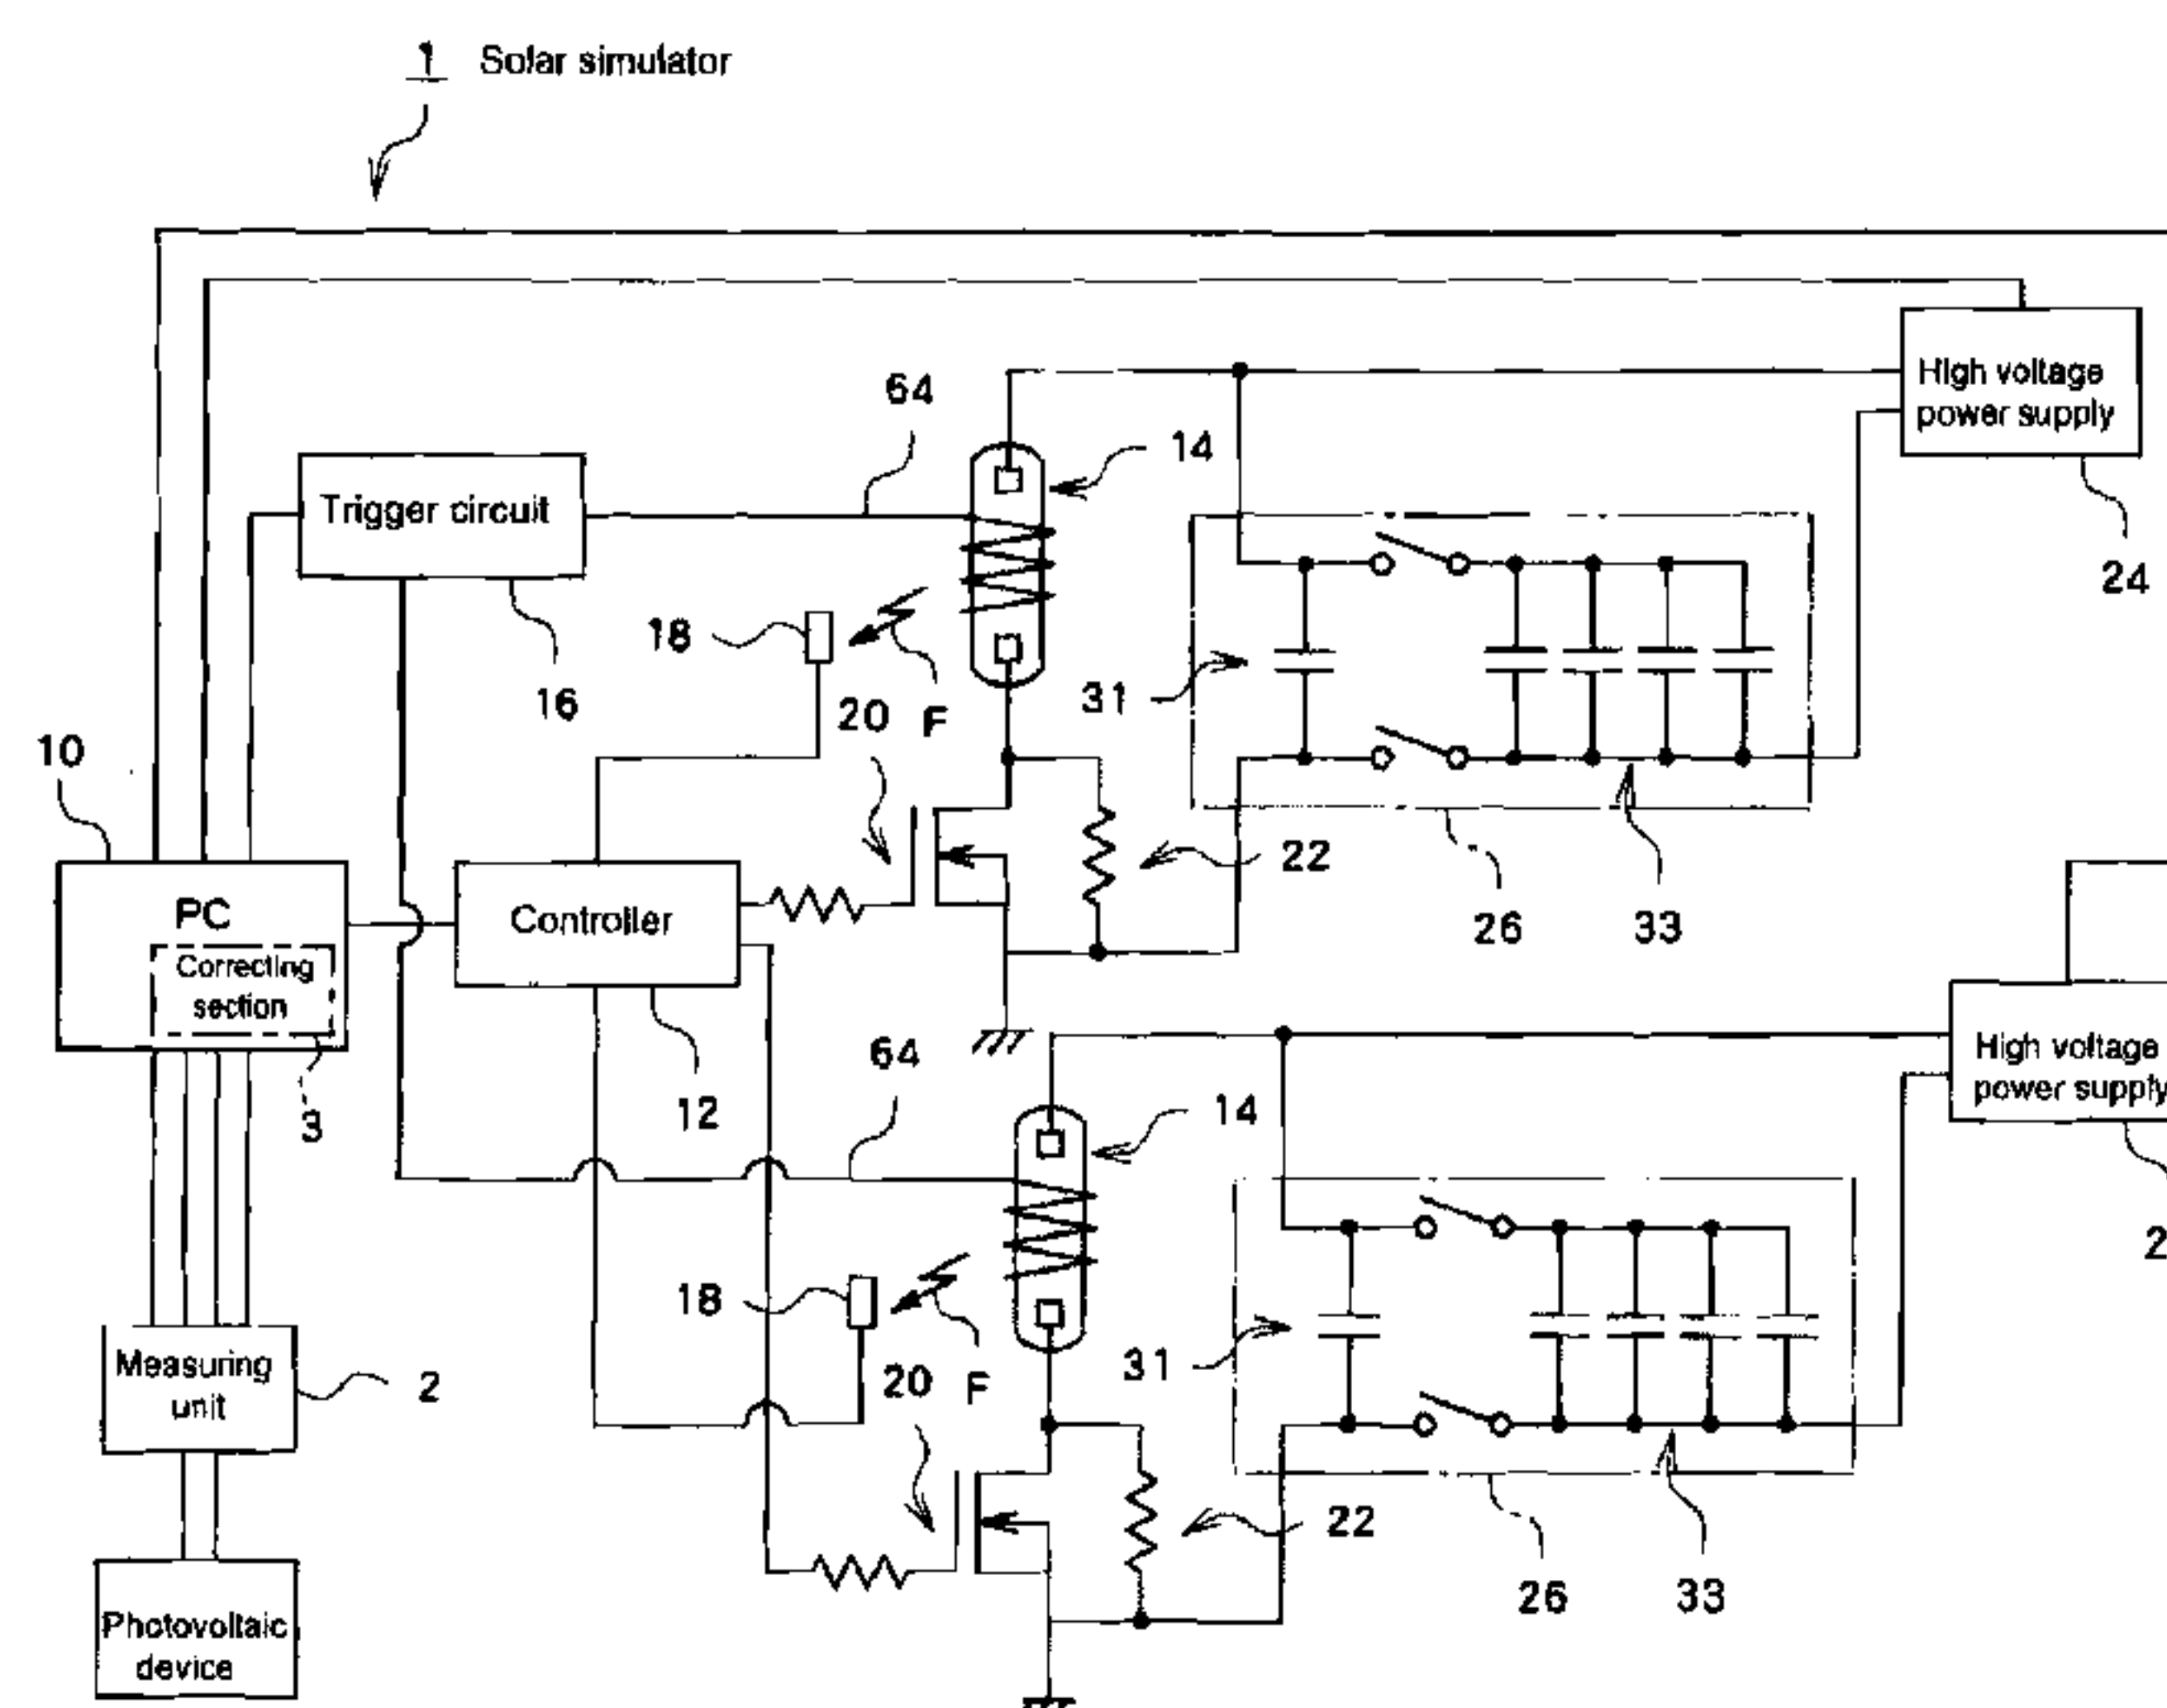 1 Solar simulator
64
14
High voltage
power supply
24
Trigger circuit
16
18
20 F
31
26
33
22
10
PC
Correcting
section
3
Controller
12
64
14
High voltage
power supply
2
18
20 F
31
26
33
22
Measuring
unit
2
Photovoltaic
device